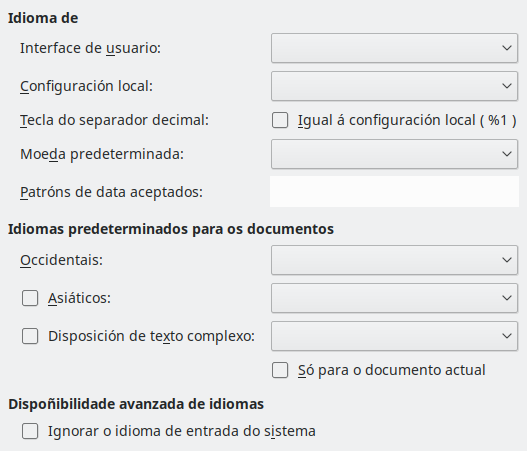 Idioma de
Interface de usuario:
Configuración local:
Tecla do separador decimal: Igual á configuración local ( %1 )
Moeda predeterminada:
Patróns de data aceptados:
Idiomas predeterminados para os documentos
Occidentais:
Asiáticos:
Disposición de texto complexo:
Só para o documento actual
Dispoñibilidade avanzada de idiomas
Ignorar o idioma de entrada do sistema